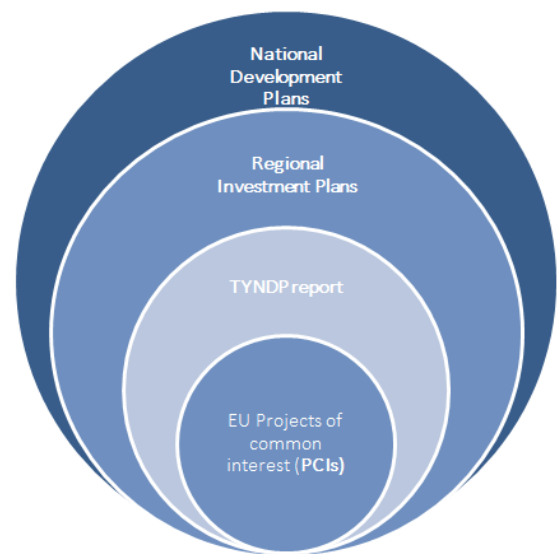 National
Development
Plans
Regional
Investment Plans
TYNDP report
EU Projects of
common
interest (PCIs)